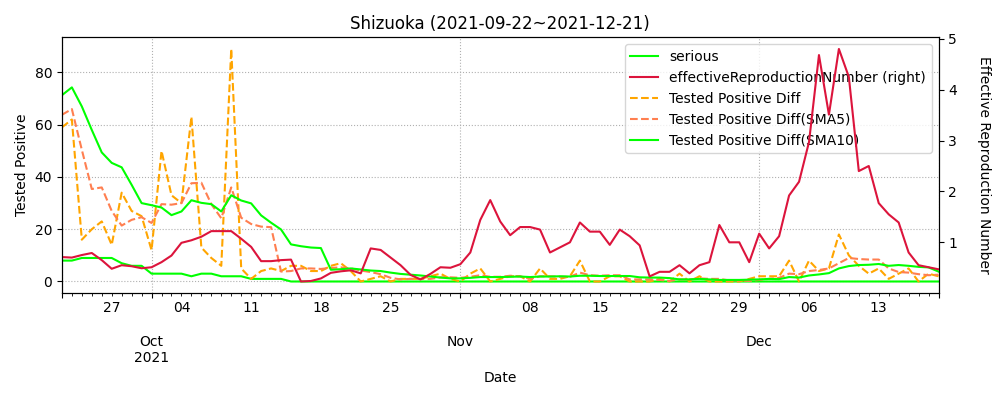 Shizuoka (2021-09-22~2021-12-21)
serious
effectiveReproductionNumber (right)
Tested Positive Diff
Tested Positive Diff(SMA5)
Tested Positive Diff(SMA10)
Tested Positive
80
60
40
20
0
5
4
3
2
1
Effective Reproduction Number
27 04 11 18 25 08 15 22 29 06 13
Oct Nov Dec
2021
Date